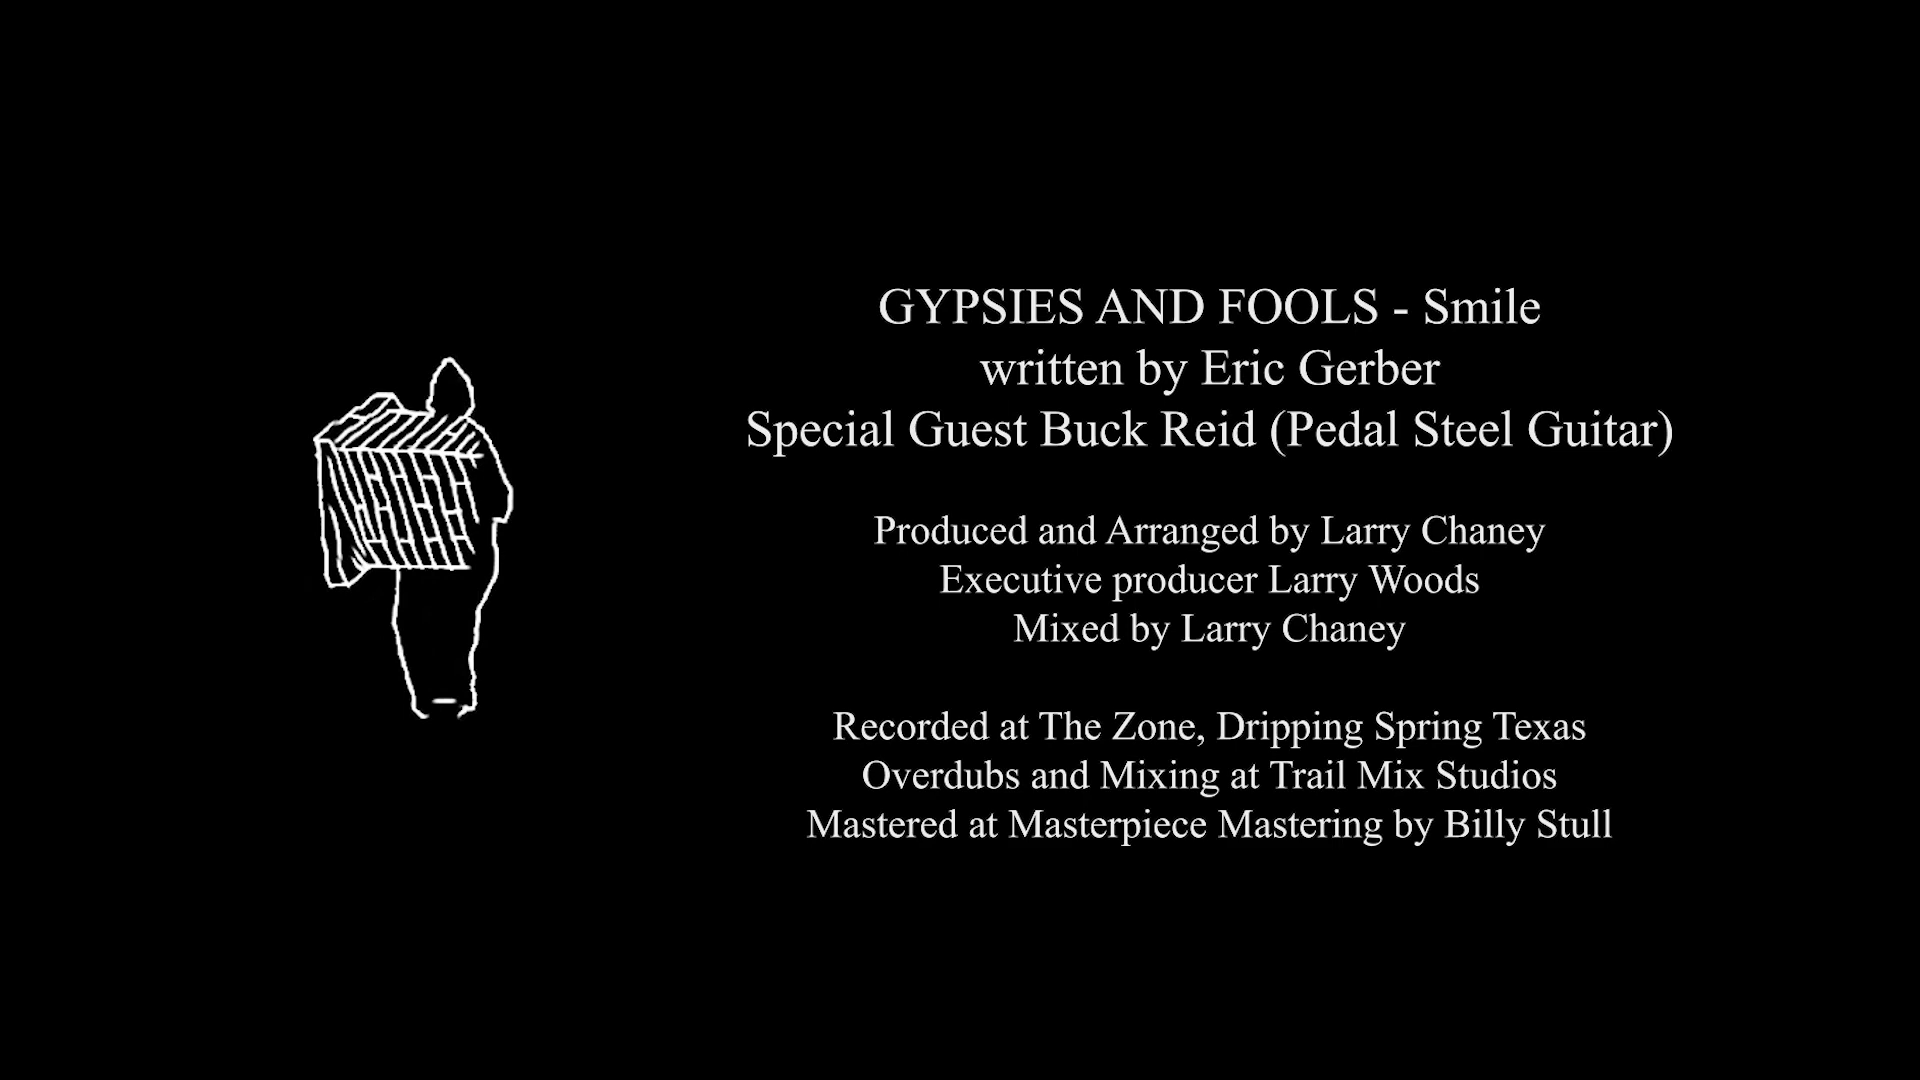 GYPSIES AND FOOLS - Smile
written by Eric Gerber
Special Guest Buck Reid (Pedal Steel Guitar)
Produced and Arranged by Larry Chaney
Executive producer Larry Woods
Mixed by Larry Chaney
Recorded at The Zone, Dripping Spring Texas
Overdubs and Mixing at Trail Mix Studios
Mastered at Masterpiece Mastering by Billy Stull